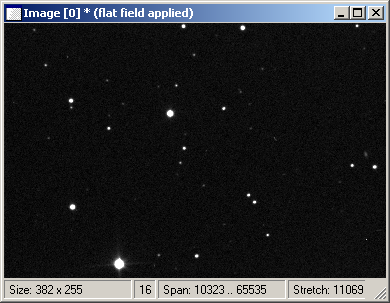 Image [0] * (flat field applied)
Size: 382 x 255 16 Span: 10323 .. 65535 Stretch: 11069